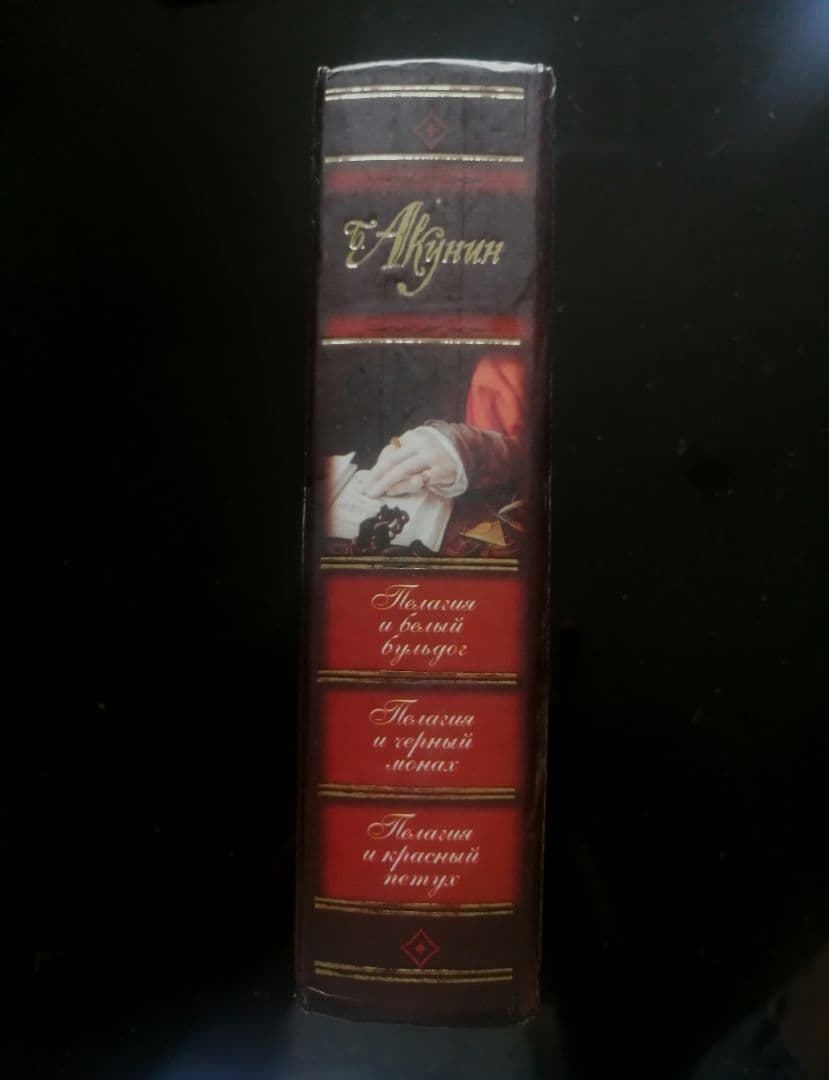 Б. Акунин
Пелагия
и белый
бульдог
Пелагия
и черный
монах
Пелагия
и красный
петух